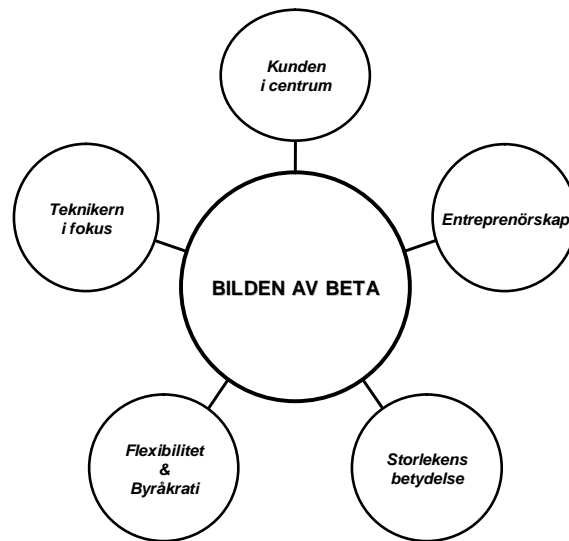 Kunden
i centrum
Teknikern
i fokus
Entreprenörskap
BILDEN AV BETA
Flexibilitet
&
Byråkrati
Storlekens
betydelse